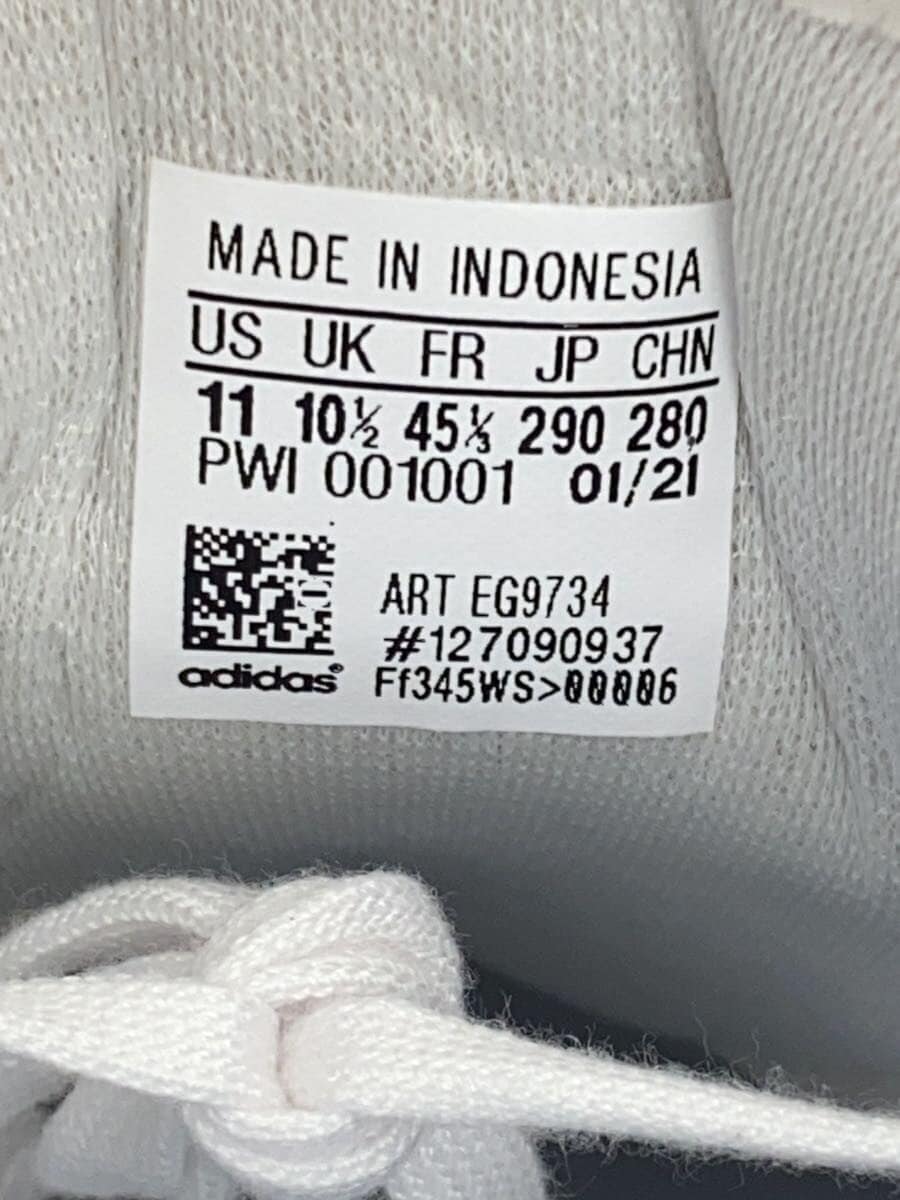 MADE IN INDONESIA
US UK FR JP CHN
11 10½ 45⅓ 290 280
PWI 001001 01/21
ART EG9734
#127090937
adidas® Ff345WS>00006